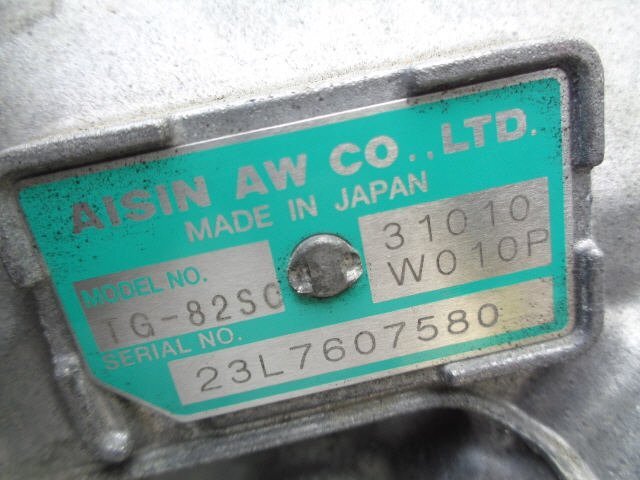 AISIN AW CO.,LTD.
MADE IN JAPAN
MODEL NO.
31010
TG-82SC
W010P
SERIAL NO.
23L7607580